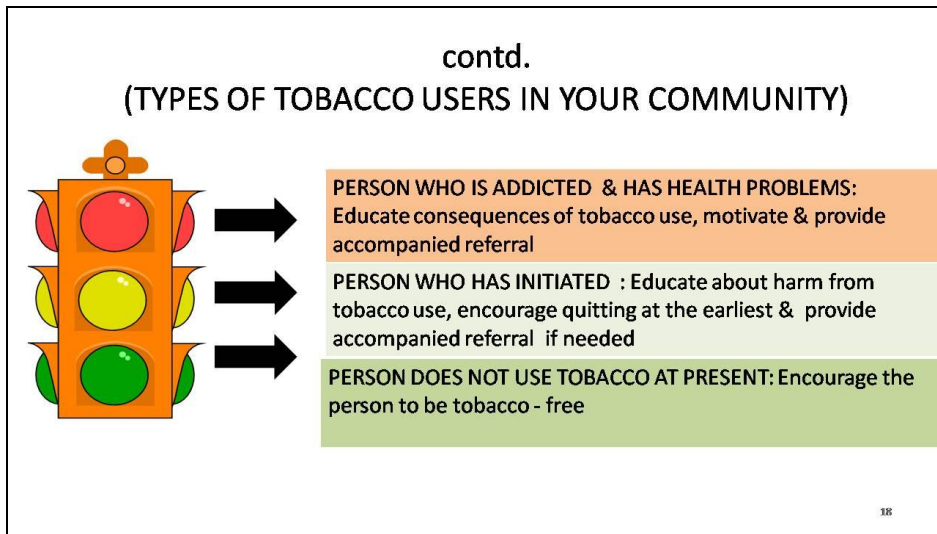 contd.
(TYPES OF TOBACCO USERS IN YOUR COMMUNITY)
PERSON WHO IS ADDICTED & HAS HEALTH PROBLEMS:
Educate consequences of tobacco use, motivate & provide
accompanied referral
PERSON WHO HAS INITIATED : Educate about harm from
tobacco use, encourage quitting at the earliest & provide
accompanied referral if needed
PERSON DOES NOT USE TOBACCO AT PRESENT: Encourage the
person to be tobacco - free
18